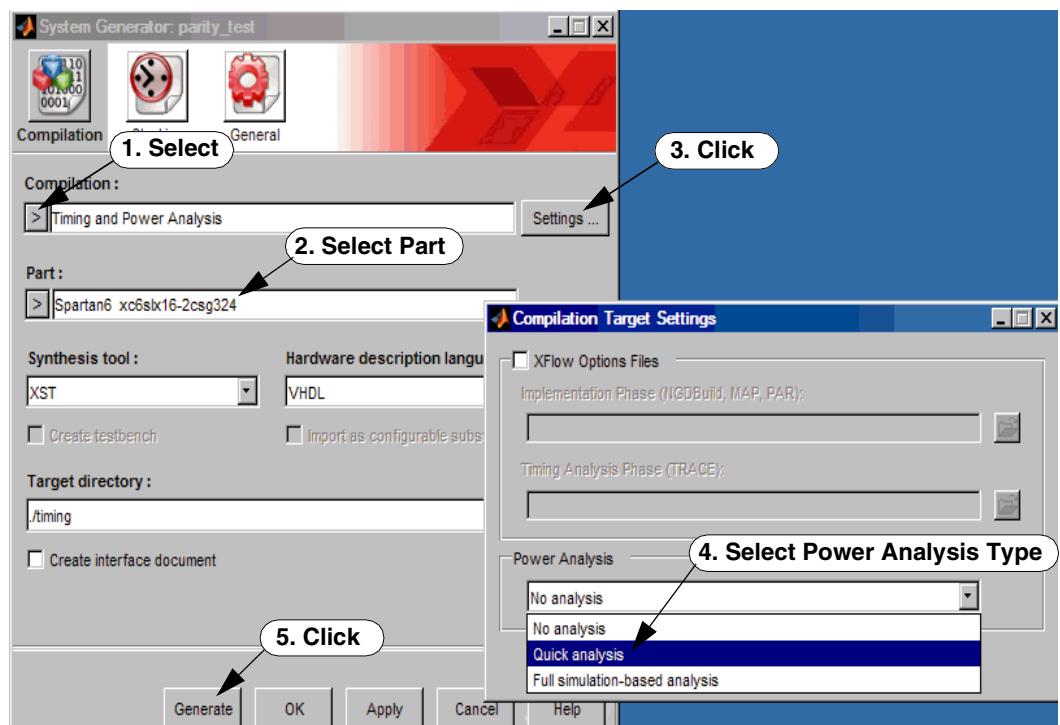 System Generator: parity_test
Compilation
General
1. Select
3. Click
Compilation :
> Timing and Power Analysis
Settings ...
2. Select Part
Part :
> Spartan6 xc6slx16-2csg324
Synthesis tool :
Hardware description langu
XST
VHDL
Create testbench
Import as configurable subs
Target directory :
./timing
Create interface document
5. Click
Generate
OK
Apply
Cancel
Help
Compilation Target Settings
XFlow Options Files
Implementation Phase (NGDBuild, MAP, PAR):
Timing Analysis Phase (TRACE):
4. Select Power Analysis Type
Power Analysis
No analysis
No analysis
Quick analysis
Full simulation-based analysis